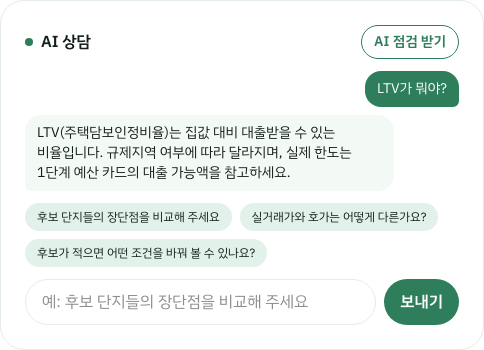 AI 상담
AI 점검 받기
LTV가 뭐야?
LTV(주택담보인정비율)는 집값 대비 대출받을 수 있는
비율입니다. 규제지역 여부에 따라 달라지며, 실제 한도는
1단계 예산 카드의 대출 가능액을 참고하세요.
후보 단지들의 장단점을 비교해 주세요
실거래가와 호가는 어떻게 다른가요?
후보가 적으면 어떤 조건을 바꿔 볼 수 있나요?
예: 후보 단지들의 장단점을 비교해 주세요
보내기